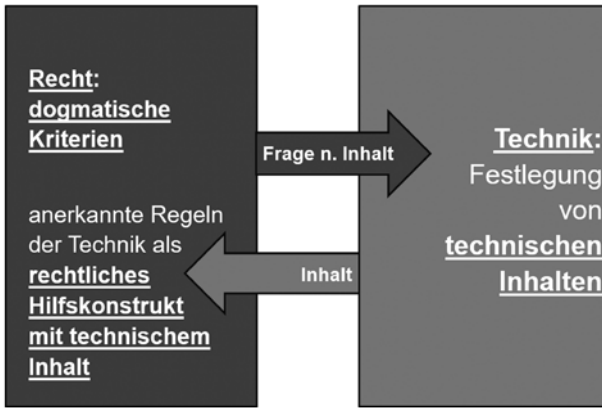 Recht:
dogmatische
Kriterien
anerkannte Regeln
der Technik als
rechtliches
Hilfskonstrukt
mit technischem
Inhalt
Frage n. Inhalt
Inhalt
Technik:
Festlegung
von
technischen
Inhalten